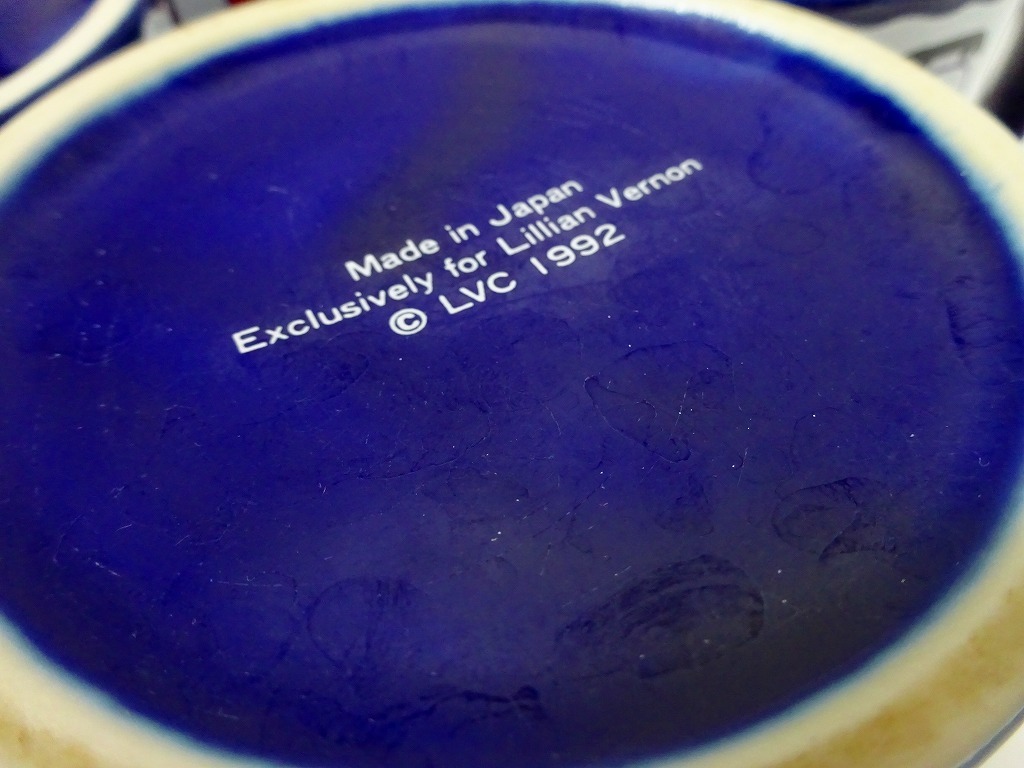 Made in Japan
Exclusively for Lillian Vernon
© LVC 1992